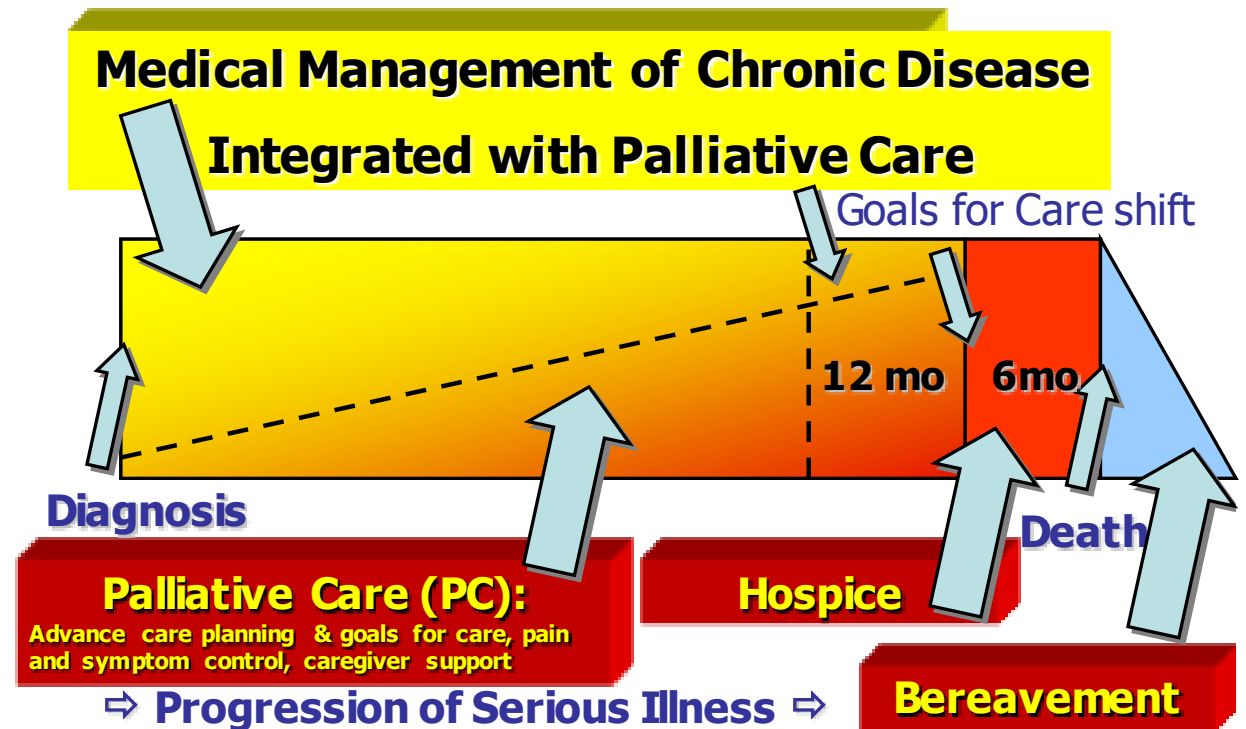 Medical Management of Chronic Disease
Integrated with Palliative Care
Goals for Care shift
12 mo
6mo
Diagnosis
Death
Palliative Care (PC):
Advance care planning & goals for care, pain
and symptom control, caregiver support
Hospice
Bereavement
⇨ Progression of Serious Illness ⇨